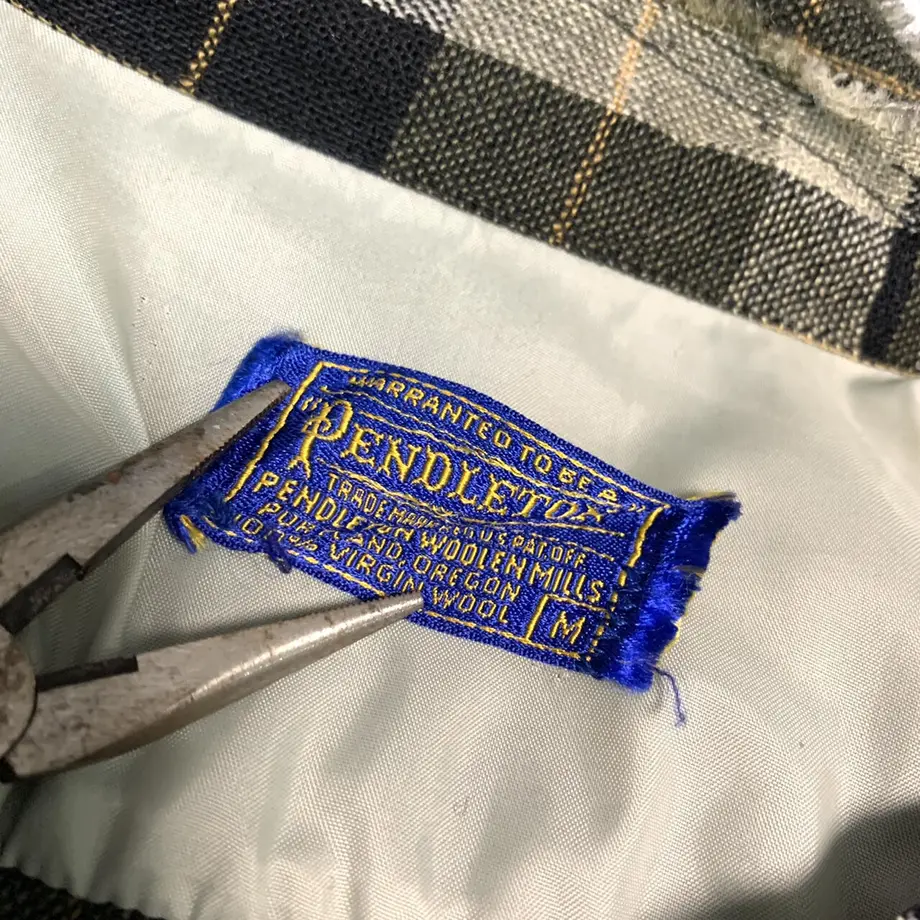 WARRANTED TO BE A
"PENDLETON"
TRADE MARK REG U S PAT OFF
PENDLETON WOOLEN MILLS
PORTLAND, OREGON
100% VIRGIN WOOL
M